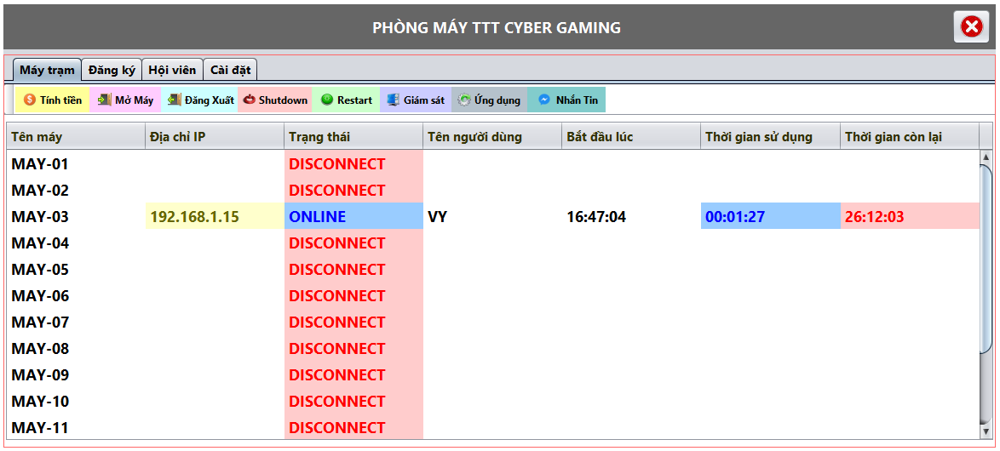 PHÒNG MÁY TTT CYBER GAMING
Máy trạm Đăng ký Hội viên Cài đặt
Tính tiền Mở Máy Đăng Xuất Shutdown Restart Giám sát Ứng dụng Nhắn Tin
Tên máy Địa chỉ IP Trạng thái Tên người dùng Bắt đầu lúc Thời gian sử dụng Thời gian còn lại
MAY-01 DISCONNECT
MAY-02 DISCONNECT
MAY-03 192.168.1.15 ONLINE VY 16:47:04 00:01:27 26:12:03
MAY-04 DISCONNECT
MAY-05 DISCONNECT
MAY-06 DISCONNECT
MAY-07 DISCONNECT
MAY-08 DISCONNECT
MAY-09 DISCONNECT
MAY-10 DISCONNECT
MAY-11 DISCONNECT